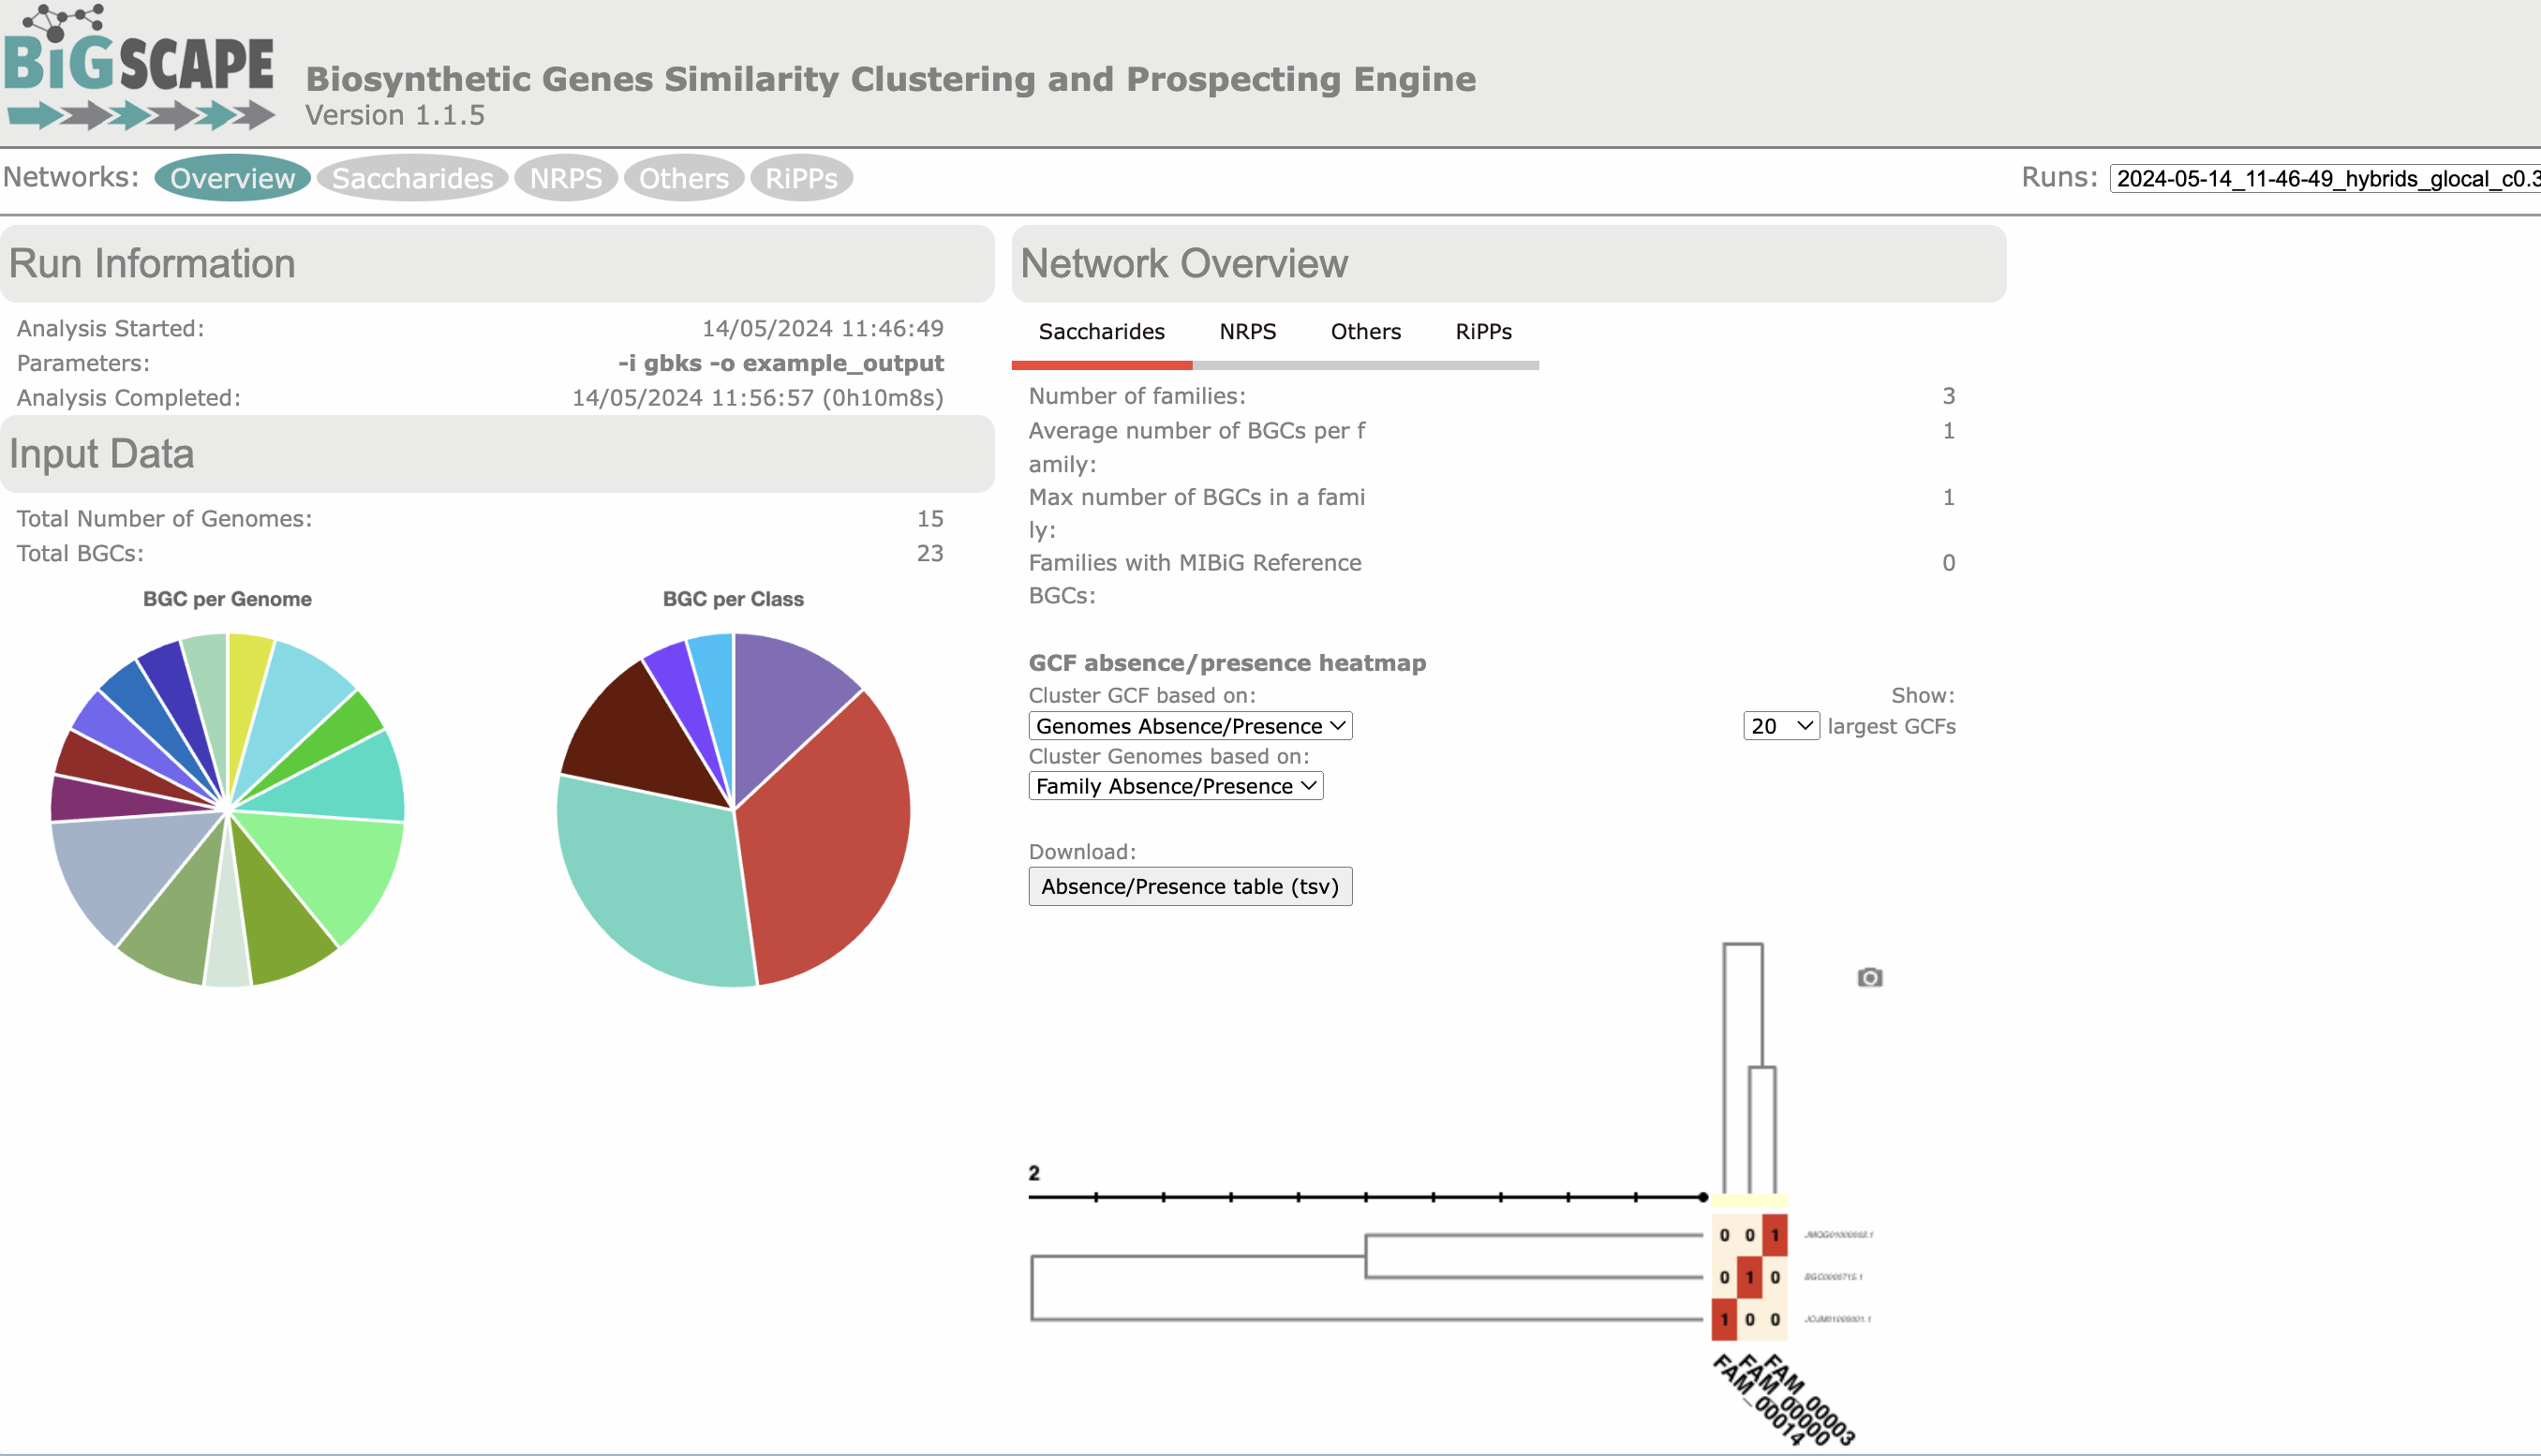 BiGSCAPE
Biosynthetic Genes Similarity Clustering and Prospecting Engine
Version 1.1.5
Networks: Overview Saccharides NRPS Others RiPPs
Runs: 2024-05-14_11-46-49_hybrids_glocal_c0.3
Run Information
Analysis Started: 14/05/2024 11:46:49
Parameters: -i gbks -o example_output
Analysis Completed: 14/05/2024 11:56:57 (0h10m8s)
Input Data
Total Number of Genomes: 15
Total BGCs: 23
BGC per Genome
BGC per Class
Network Overview
Saccharides NRPS Others RiPPs
Number of families: 3
Average number of BGCs per f 1
amily:
Max number of BGCs in a fami 1
ly:
Families with MIBiG Reference 0
BGCs:
GCF absence/presence heatmap
Cluster GCF based on: Show:
Genomes Absence/Presence 20 largest GCFs
Cluster Genomes based on:
Family Absence/Presence
Download:
Absence/Presence table (tsv)
2
0 0 1
0 1 0 BGC0000715.1
1 0 0
FAM_00014
FAM_00000
FAM_00003